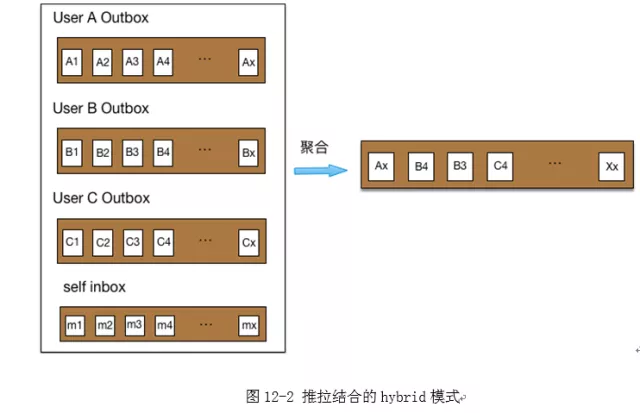 User A Outbox
A1 A2 A3 A4 ... Ax
User B Outbox
B1 B2 B3 B4 ... Bx
User C Outbox
C1 C2 C3 C4 ... Cx
self inbox
m1 m2 m3 m4 ... mx
聚合
Ax B4 B3 C4 ... Xx
图 12-2 推拉结合的 hybrid 模式